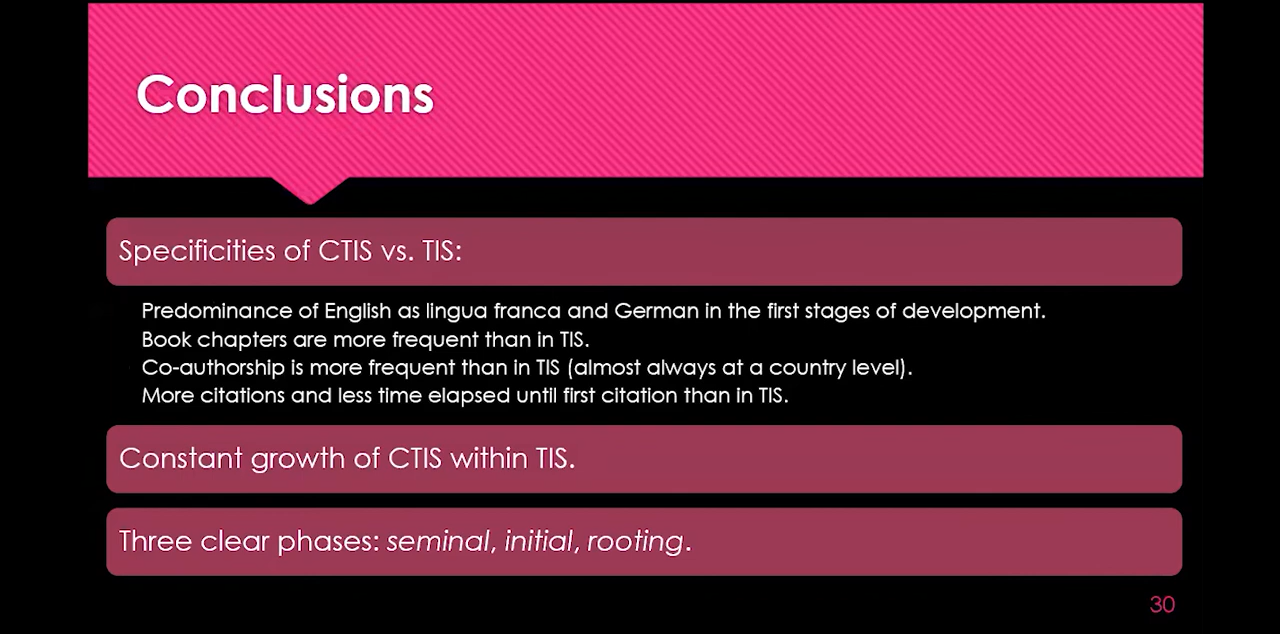 Conclusions
Specificities of CTIS vs. TIS:
Predominance of English as lingua franca and German in the first stages of development.
Book chapters are more frequent than in TIS.
Co-authorship is more frequent than in TIS (almost always at a country level).
More citations and less time elapsed until first citation than in TIS.
Constant growth of CTIS within TIS.
Three clear phases: seminal, initial, rooting.
30